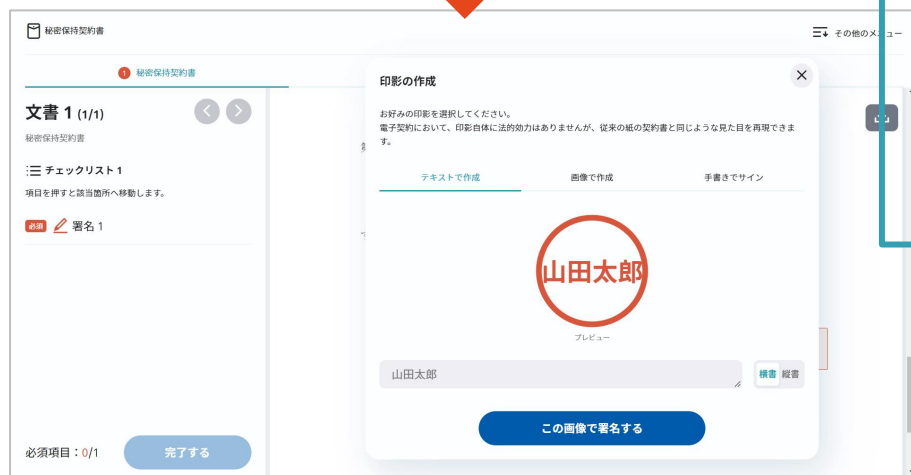 秘密保持契約書
その他のメニュー
1 秘密保持契約書
文書 1 (1/1)
秘密保持契約書
チェックリスト 1
項目を押すと該当箇所へ移動します。
必須 署名 1
必須項目:0/1
完了する
印影の作成
お好みの印影を選択してください。
電子契約において、印影自体に法的効力はありませんが、従来の紙の契約書と同じような見た目を再現できま
す。
テキストで作成 画像で作成 手書きでサイン
山田太郎
プレビュー
山田太郎
横書 縦書
この画像で署名する